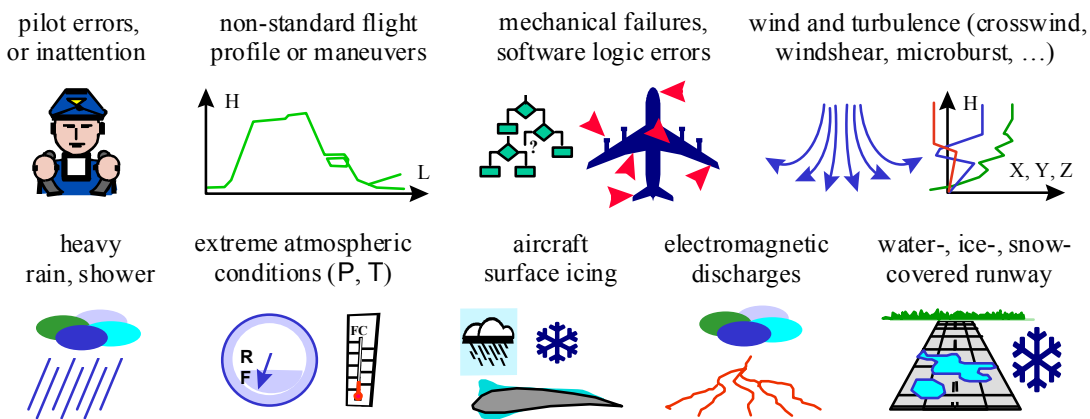 pilot errors,
or inattention
non-standard flight
profile or maneuvers
mechanical failures,
software logic errors
wind and turbulence (crosswind,
windshear, microburst, …)
H
L
?
H
X, Y, Z
heavy
rain, shower
extreme atmospheric
conditions (P, T)
aircraft
surface icing
electromagnetic
discharges
water-, ice-, snow-
covered runway
R
F
FC